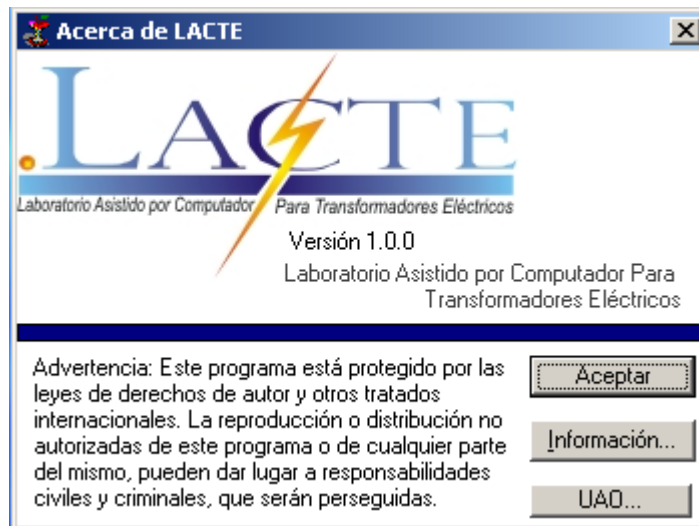 Acerca de LACTE
.LACTE
Laboratorio Asistido por Computador Para Transformadores Eléctricos
Versión 1.0.0
Laboratorio Asistido por Computador Para
Transformadores Eléctricos
Advertencia: Este programa está protegido por las
leyes de derechos de autor y otros tratados
internacionales. La reproducción o distribución no
autorizadas de este programa o de cualquier parte
del mismo, pueden dar lugar a responsabilidades
civiles y criminales, que serán perseguidas.
Aceptar
Información...
UAO...